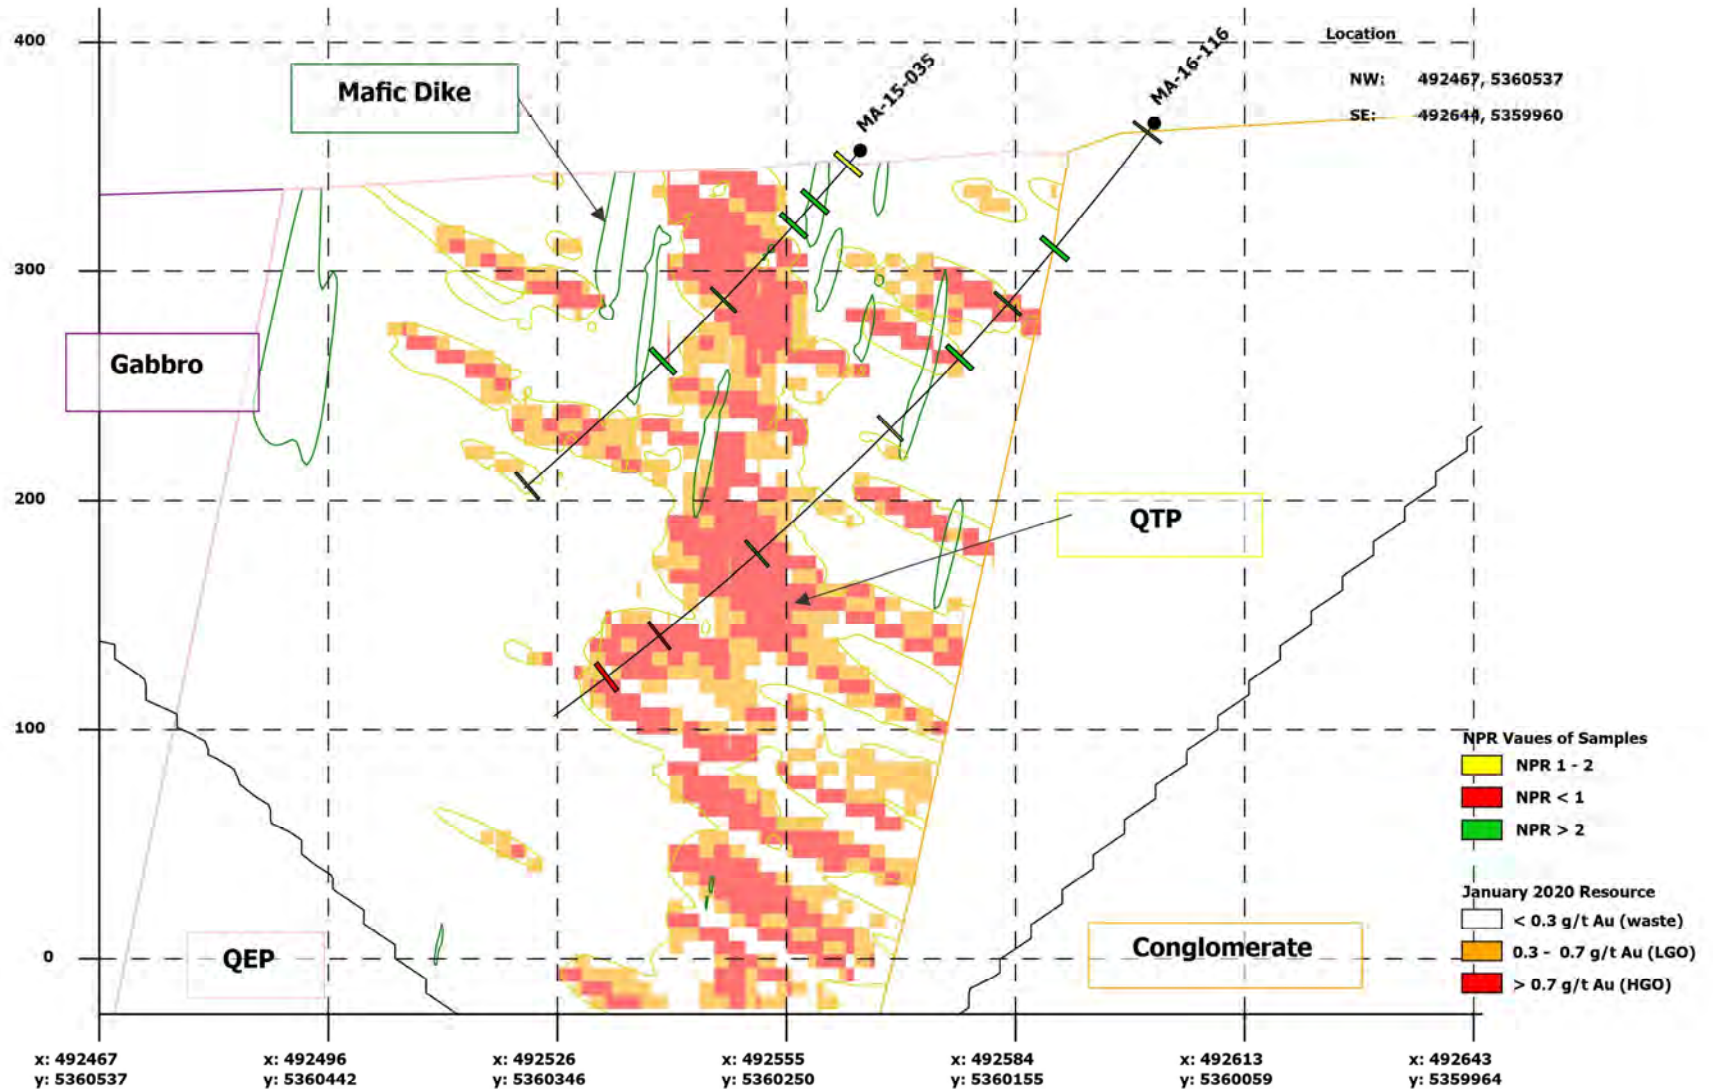 400
300
200
100
0
Mafic Dike
MA-15-035
MA-16-116
Location
NW: 492467, 5360537
SE: 492644, 5359960
Gabbro
QTP
QEP
Conglomerate
NPR Vaues of Samples
NPR 1 - 2
NPR < 1
NPR > 2
January 2020 Resource
< 0.3 g/t Au (waste)
0.3 - 0.7 g/t Au (LGO)
> 0.7 g/t Au (HGO)
x: 492467 x: 492496 x: 492526 x: 492555 x: 492584 x: 492613 x: 492643
y: 5360537 y: 5360442 y: 5360346 y: 5360250 y: 5360155 y: 5360059 y: 5359964